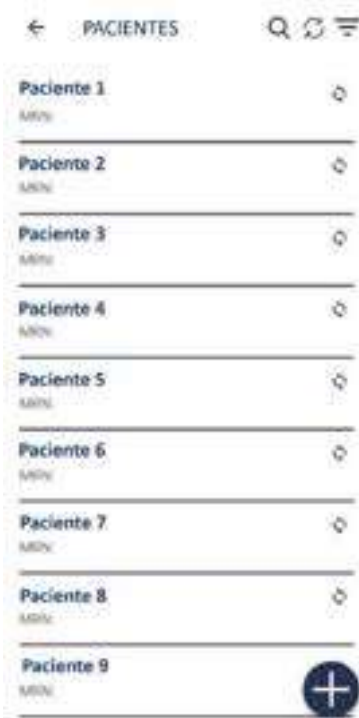 PACIENTES
Paciente 1
MRN:
Paciente 2
MRN:
Paciente 3
MRN:
Paciente 4
MRN:
Paciente 5
MRN:
Paciente 6
MRN:
Paciente 7
MRN:
Paciente 8
MRN:
Paciente 9
MRN: